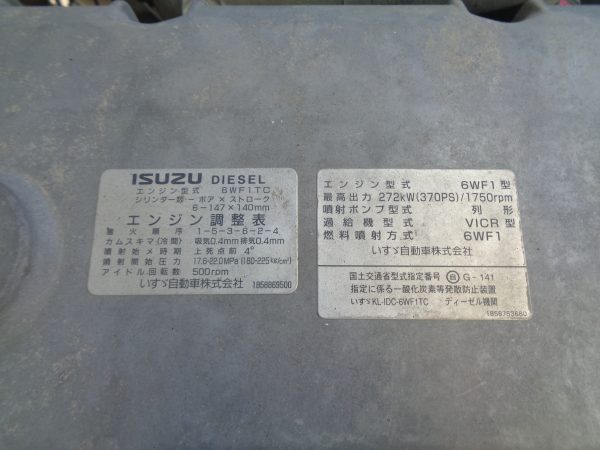 ISUZU DIESEL
エンジン型式 6WF1TC
シリンダー類－ボア×ストローク
6-147×140mm
エンジン調整表
着火順序 1-5-3-6-2-4
カムスキマ(冷間) 吸気0.4mm排気0.4mm
噴射始メ時期 上死点前 4°
噴射開始圧力 17.6-22.0MPa(180-225㎏/c㎡)
アイドル回転数 500rpm
いすゞ自動車株式会社 1858869500
エンジン型式 6WF1型
最高出力 272kW(370PS)/1750rpm
噴射ポンプ型式 列形
過給機型式 VICR型
燃料噴射方式 6WF1
いすゞ自動車株式会社
国土交通省型式指定番号 自 G-141
指定に係る一酸化炭素等発散防止装置
いすゞKL-IDC-6WF1TC ディーゼル機関
1858763680